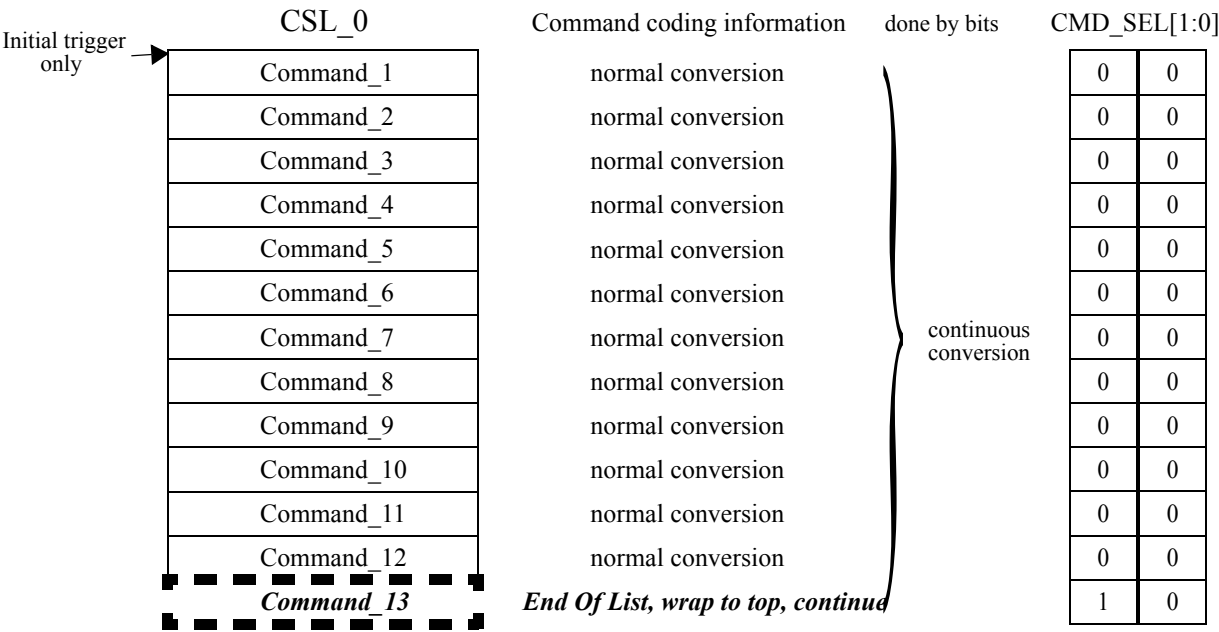 CSL_0 Command coding information done by bits CMD_SEL[1:0]
Initial trigger
only
Command_1 normal conversion 0 0
Command_2 normal conversion 0 0
Command_3 normal conversion 0 0
Command_4 normal conversion 0 0
Command_5 normal conversion 0 0
Command_6 normal conversion 0 0
Command_7 normal conversion continuous 0 0
conversion
Command_8 normal conversion 0 0
Command_9 normal conversion 0 0
Command_10 normal conversion 0 0
Command_11 normal conversion 0 0
Command_12 normal conversion 0 0
Command_13 End Of List, wrap to top, continue 1 0